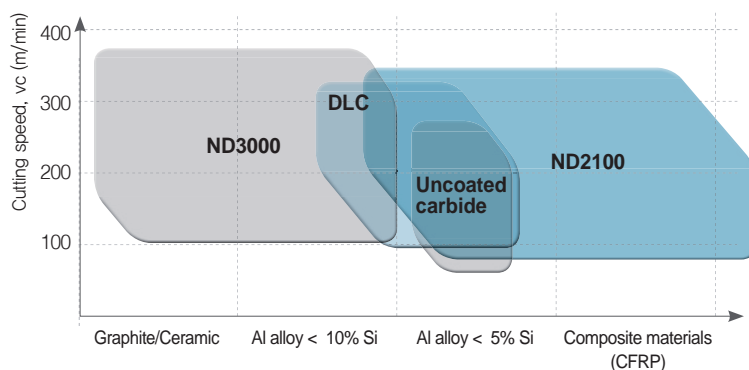 Cutting speed, vc (m/min)
400
300
200
100
DLC
ND3000
ND2100
Uncoated
carbide
Graphite/Ceramic
Al alloy < 10% Si
Al alloy < 5% Si
Composite materials
(CFRP)